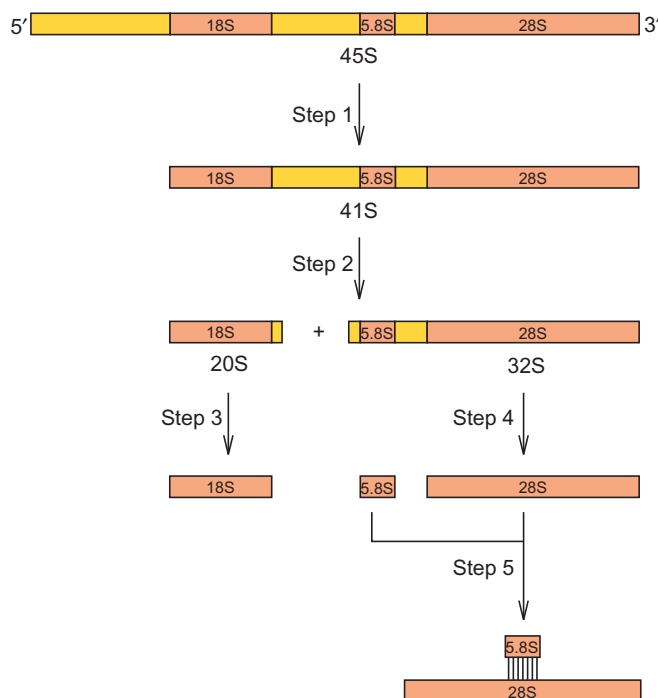 5′ 18S 5.8S 28S 3′
45S
Step 1
18S 5.8S 28S
41S
Step 2
18S + 5.8S 28S
20S 32S
Step 3 Step 4
18S 5.8S 28S
Step 5
5.8S
28S